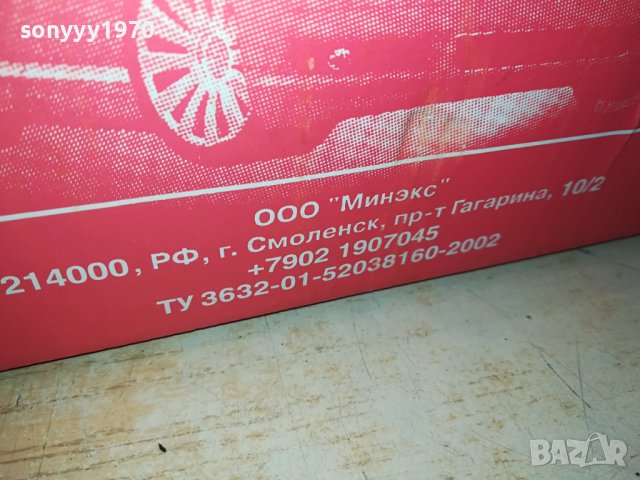 sonyyy1970
ООО "Минэкс"
214000, РФ, г. Смоленск, пр-т Гагарина, 10/2
+7902 1907045
ТУ 3632-01-52038160-2002
BAZAR